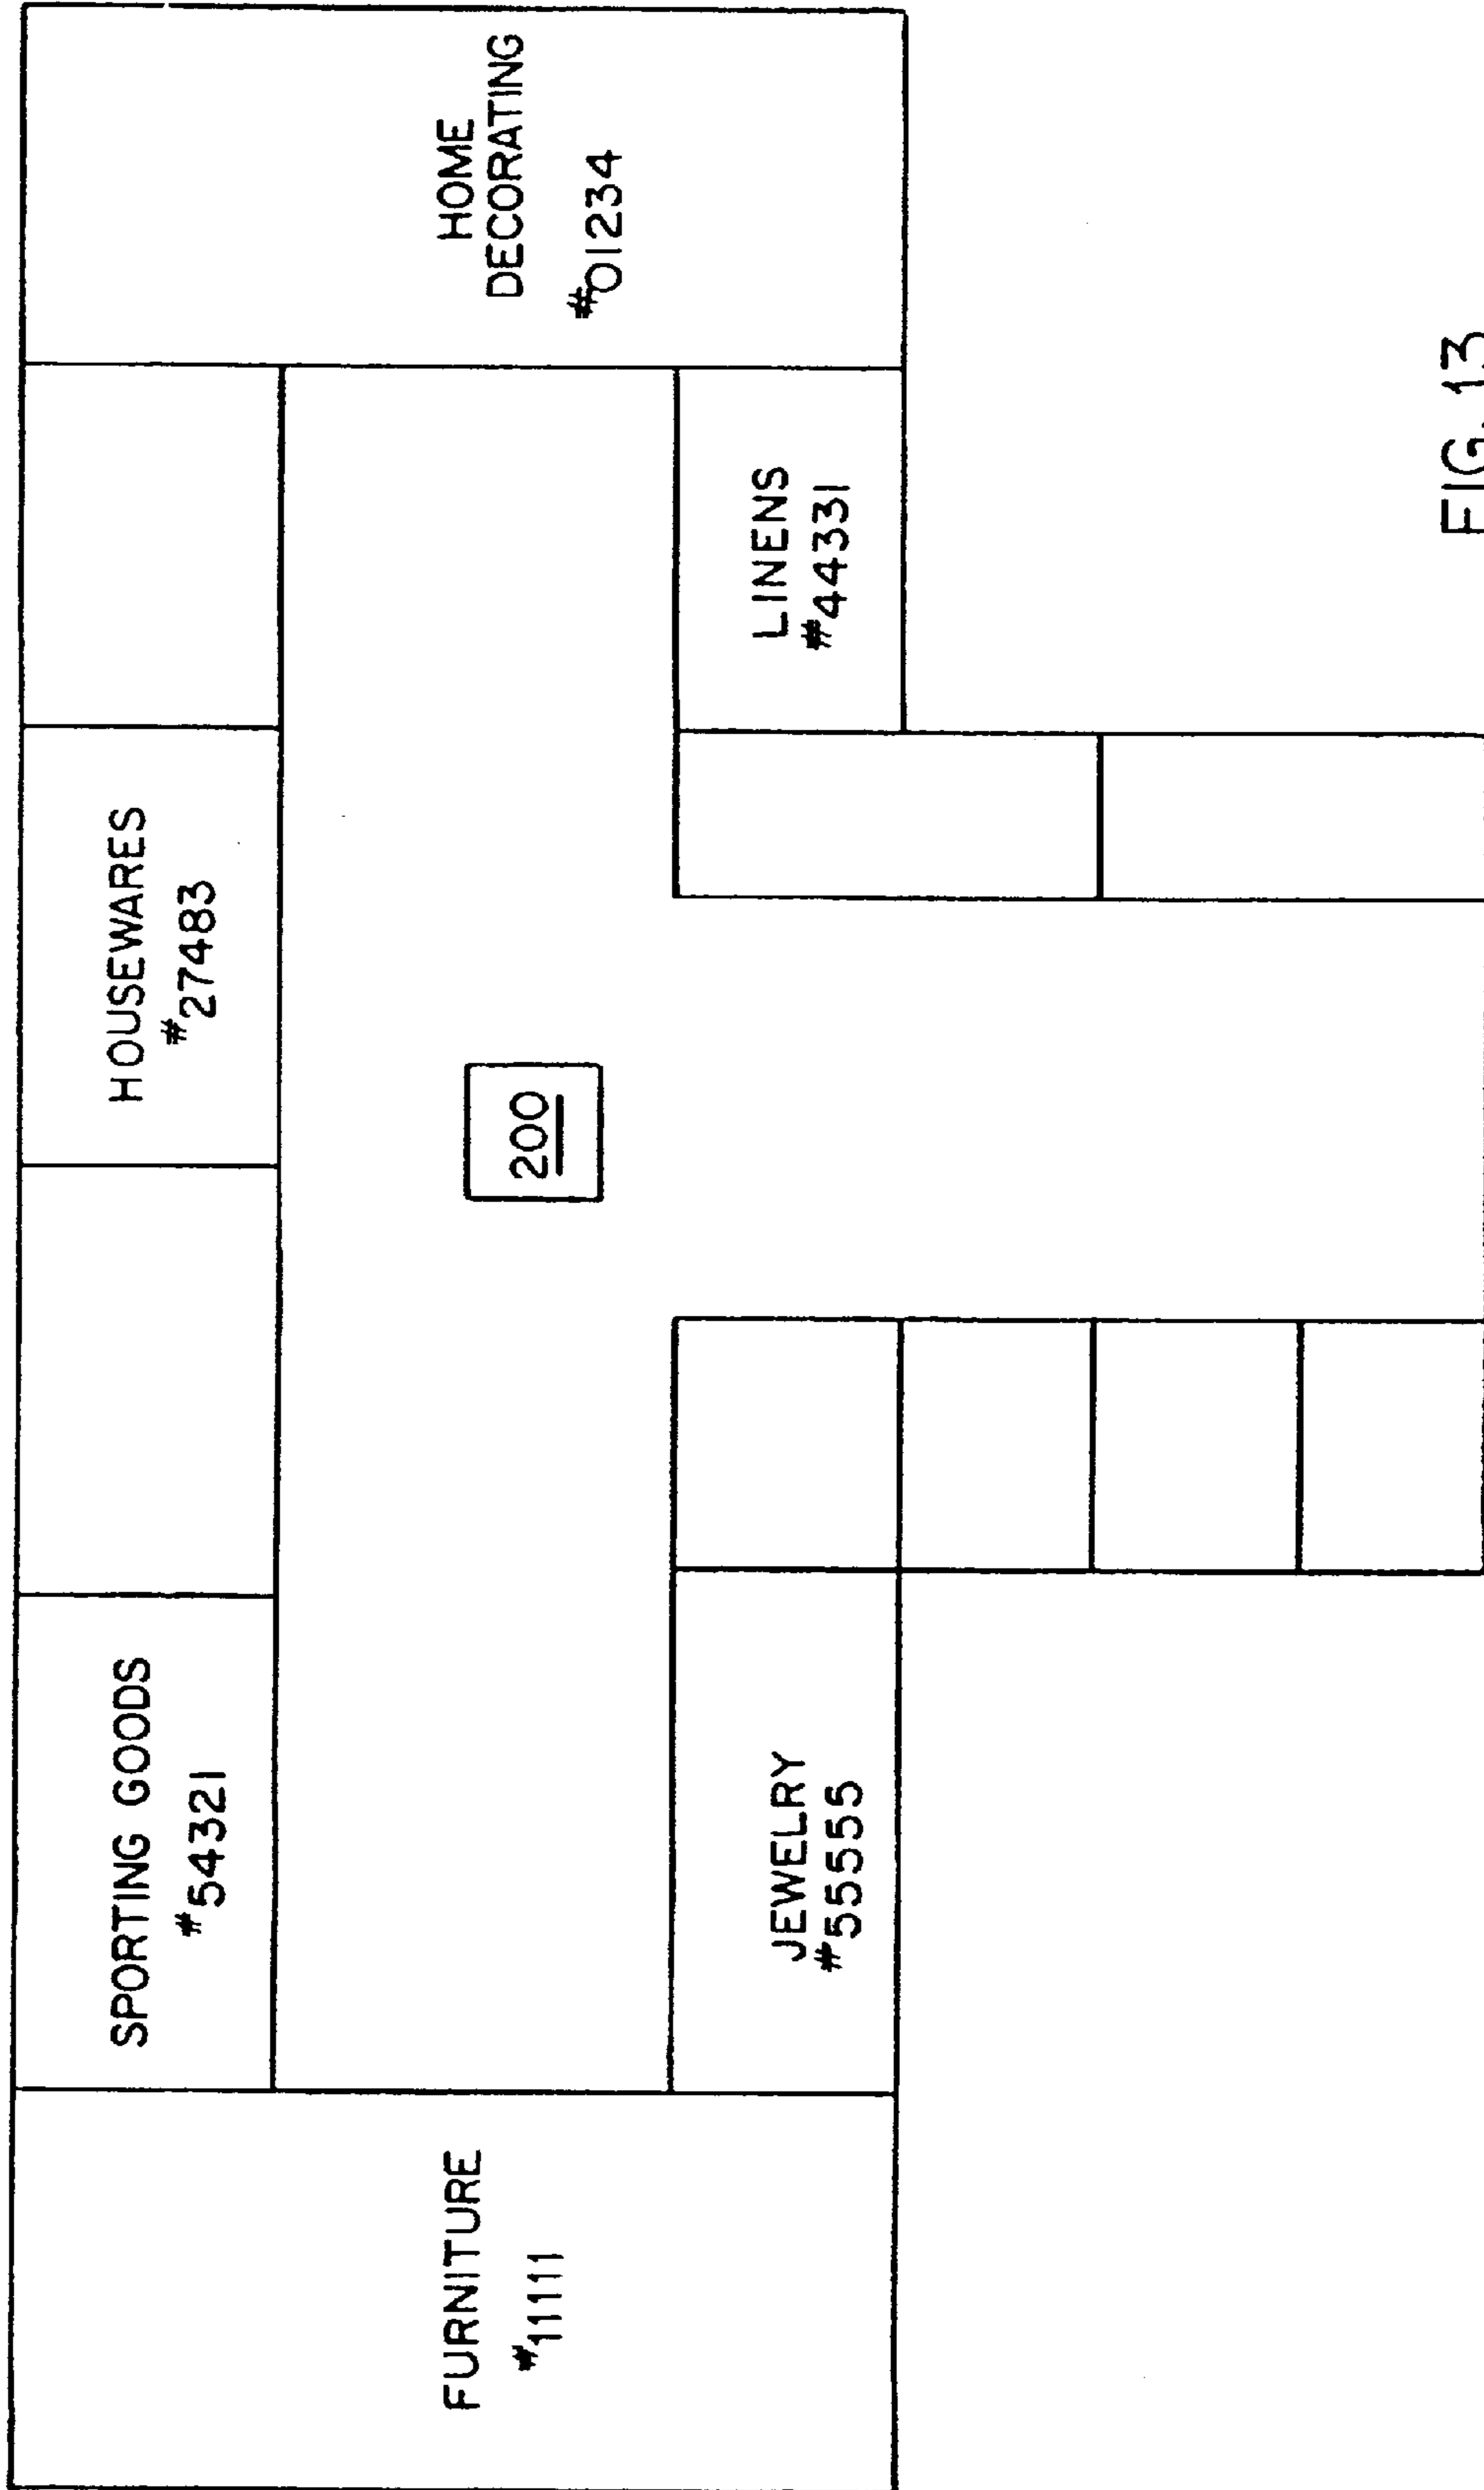 SPORTING GOODS
#54321
HOUSEWARES
#27483
FURNITURE
#11111
200
HOME
DECORATING
#01234
JEWELRY
#55555
LINENS
#44331
FIG. 13